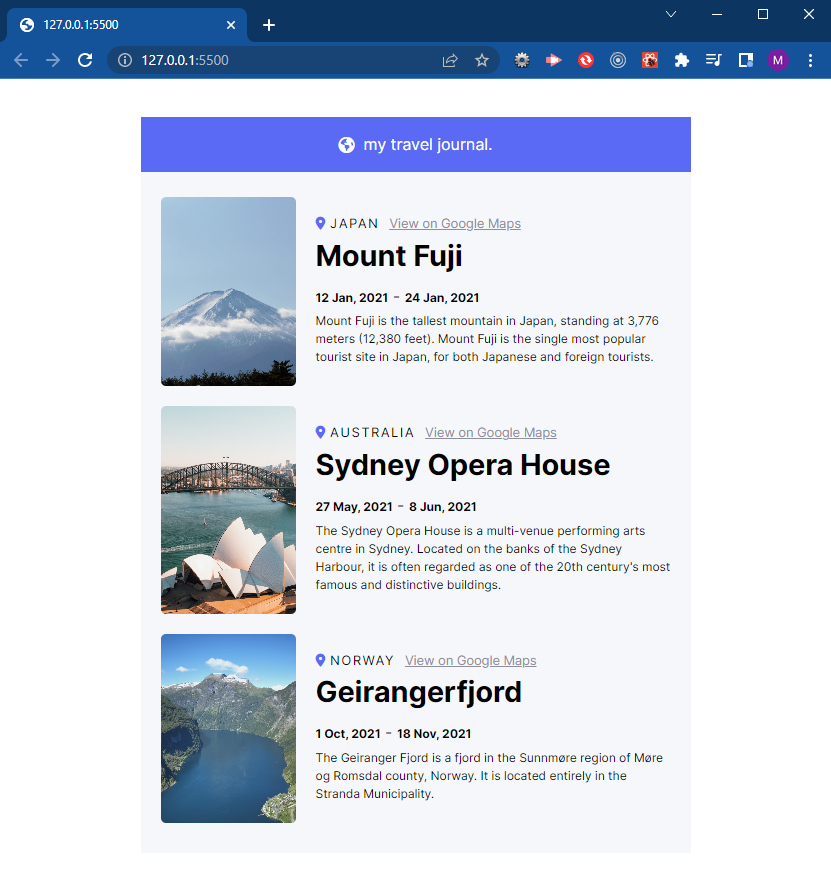 127.0.0.1:5500
127.0.0.1:5500
M
my travel journal.
JAPAN View on Google Maps
Mount Fuji
12 Jan, 2021 - 24 Jan, 2021
Mount Fuji is the tallest mountain in Japan, standing at 3,776
meters (12,380 feet). Mount Fuji is the single most popular
tourist site in Japan, for both Japanese and foreign tourists.
AUSTRALIA View on Google Maps
Sydney Opera House
27 May, 2021 - 8 Jun, 2021
The Sydney Opera House is a multi-venue performing arts
centre in Sydney. Located on the banks of the Sydney
Harbour, it is often regarded as one of the 20th century's most
famous and distinctive buildings.
NORWAY View on Google Maps
Geirangerfjord
1 Oct, 2021 - 18 Nov, 2021
The Geiranger Fjord is a fjord in the Sunnmøre region of Møre
og Romsdal county, Norway. It is located entirely in the
Stranda Municipality.